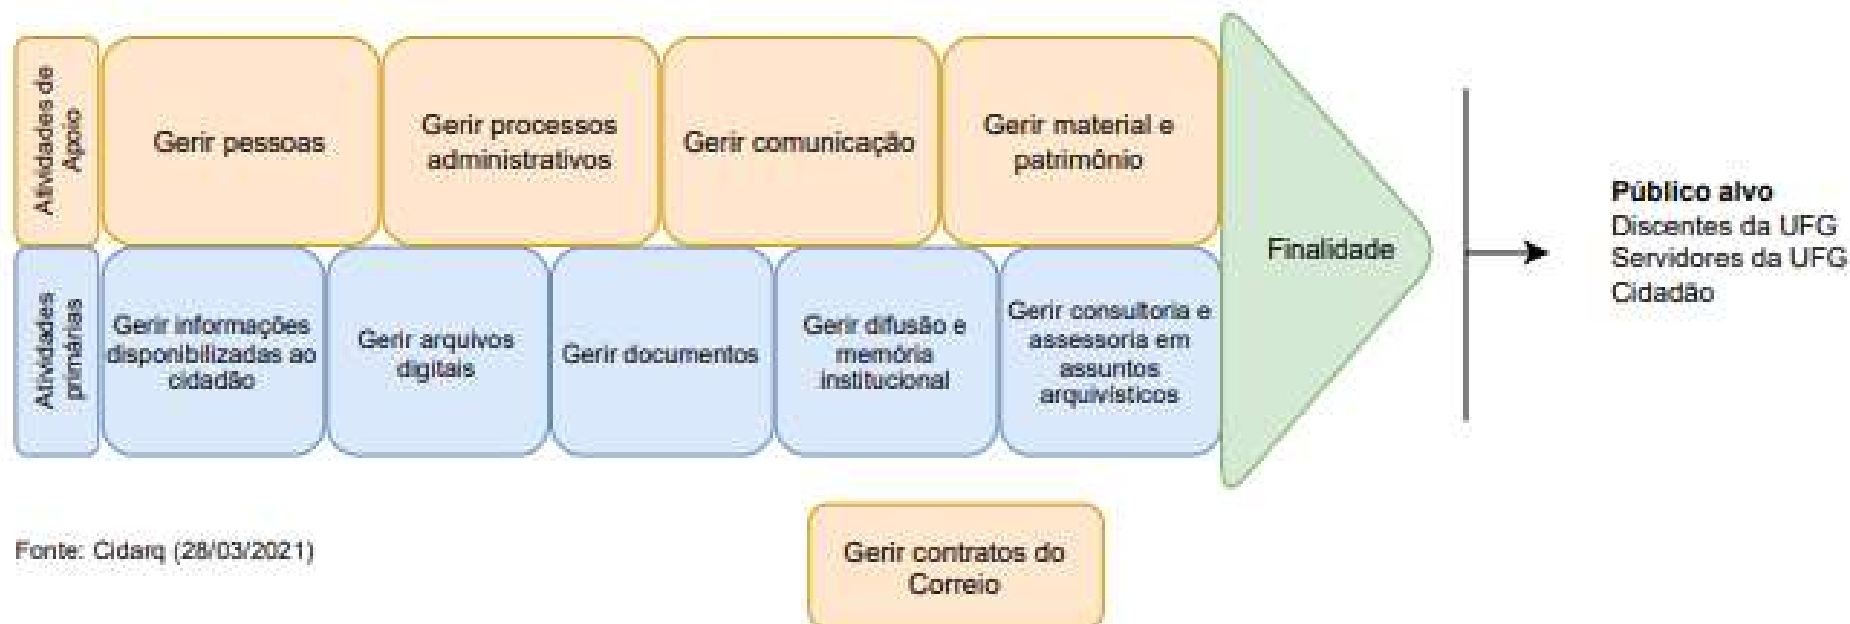 Atividades de
Apoio
Gerir pessoas
Gerir processos
administrativos
Gerir comunicação
Gerir material e
patrimônio
Atividades
primárias
Gerir informações
disponibilizadas ao
cidadão
Gerir arquivos
digitais
Gerir documentos
Gerir difusão e
memória
institucional
Gerir consultoria e
assessoria em
assuntos
arquivísticos
Finalidade
Público alvo
Discentes da UFG
Servidores da UFG
Cidadão
Fonte: Cidarq (28/03/2021)
Gerir contratos do
Correio